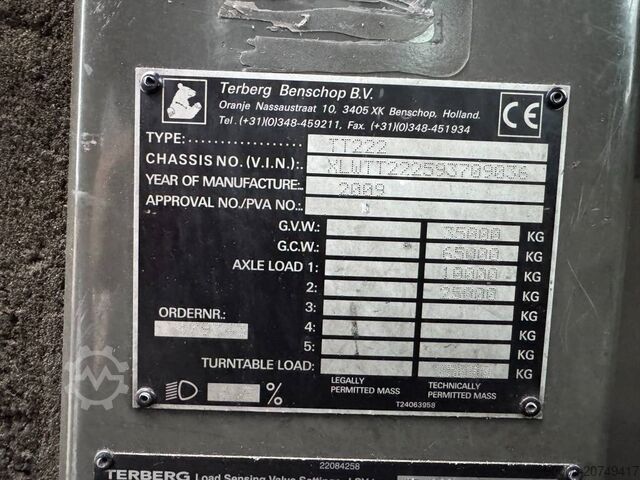 Terberg Benschop B.V.
Oranje Nassaustraat 10, 3405 XK Benschop, Holland.
Tel. (+31)(0)348-459211, Fax. (+31)(0)348-451934
CE
TYPE: TT222
CHASSIS NO. (V.I.N.): XLWTT222593709036
YEAR OF MANUFACTURE: 2009
APPROVAL NO./PVA NO.:
G.V.W.: 35000 KG
G.C.W.: 65000 KG
AXLE LOAD 1: 10000 KG
2: 25000 KG
3: KG
4: KG
5: KG
ORDERNR.:
TURNTABLE LOAD: KG
%
LEGALLY PERMITTED MASS
TECHNICALLY PERMITTED MASS
T24063958
22084258
TERBERG Load Sensing Valve Settings
20749417